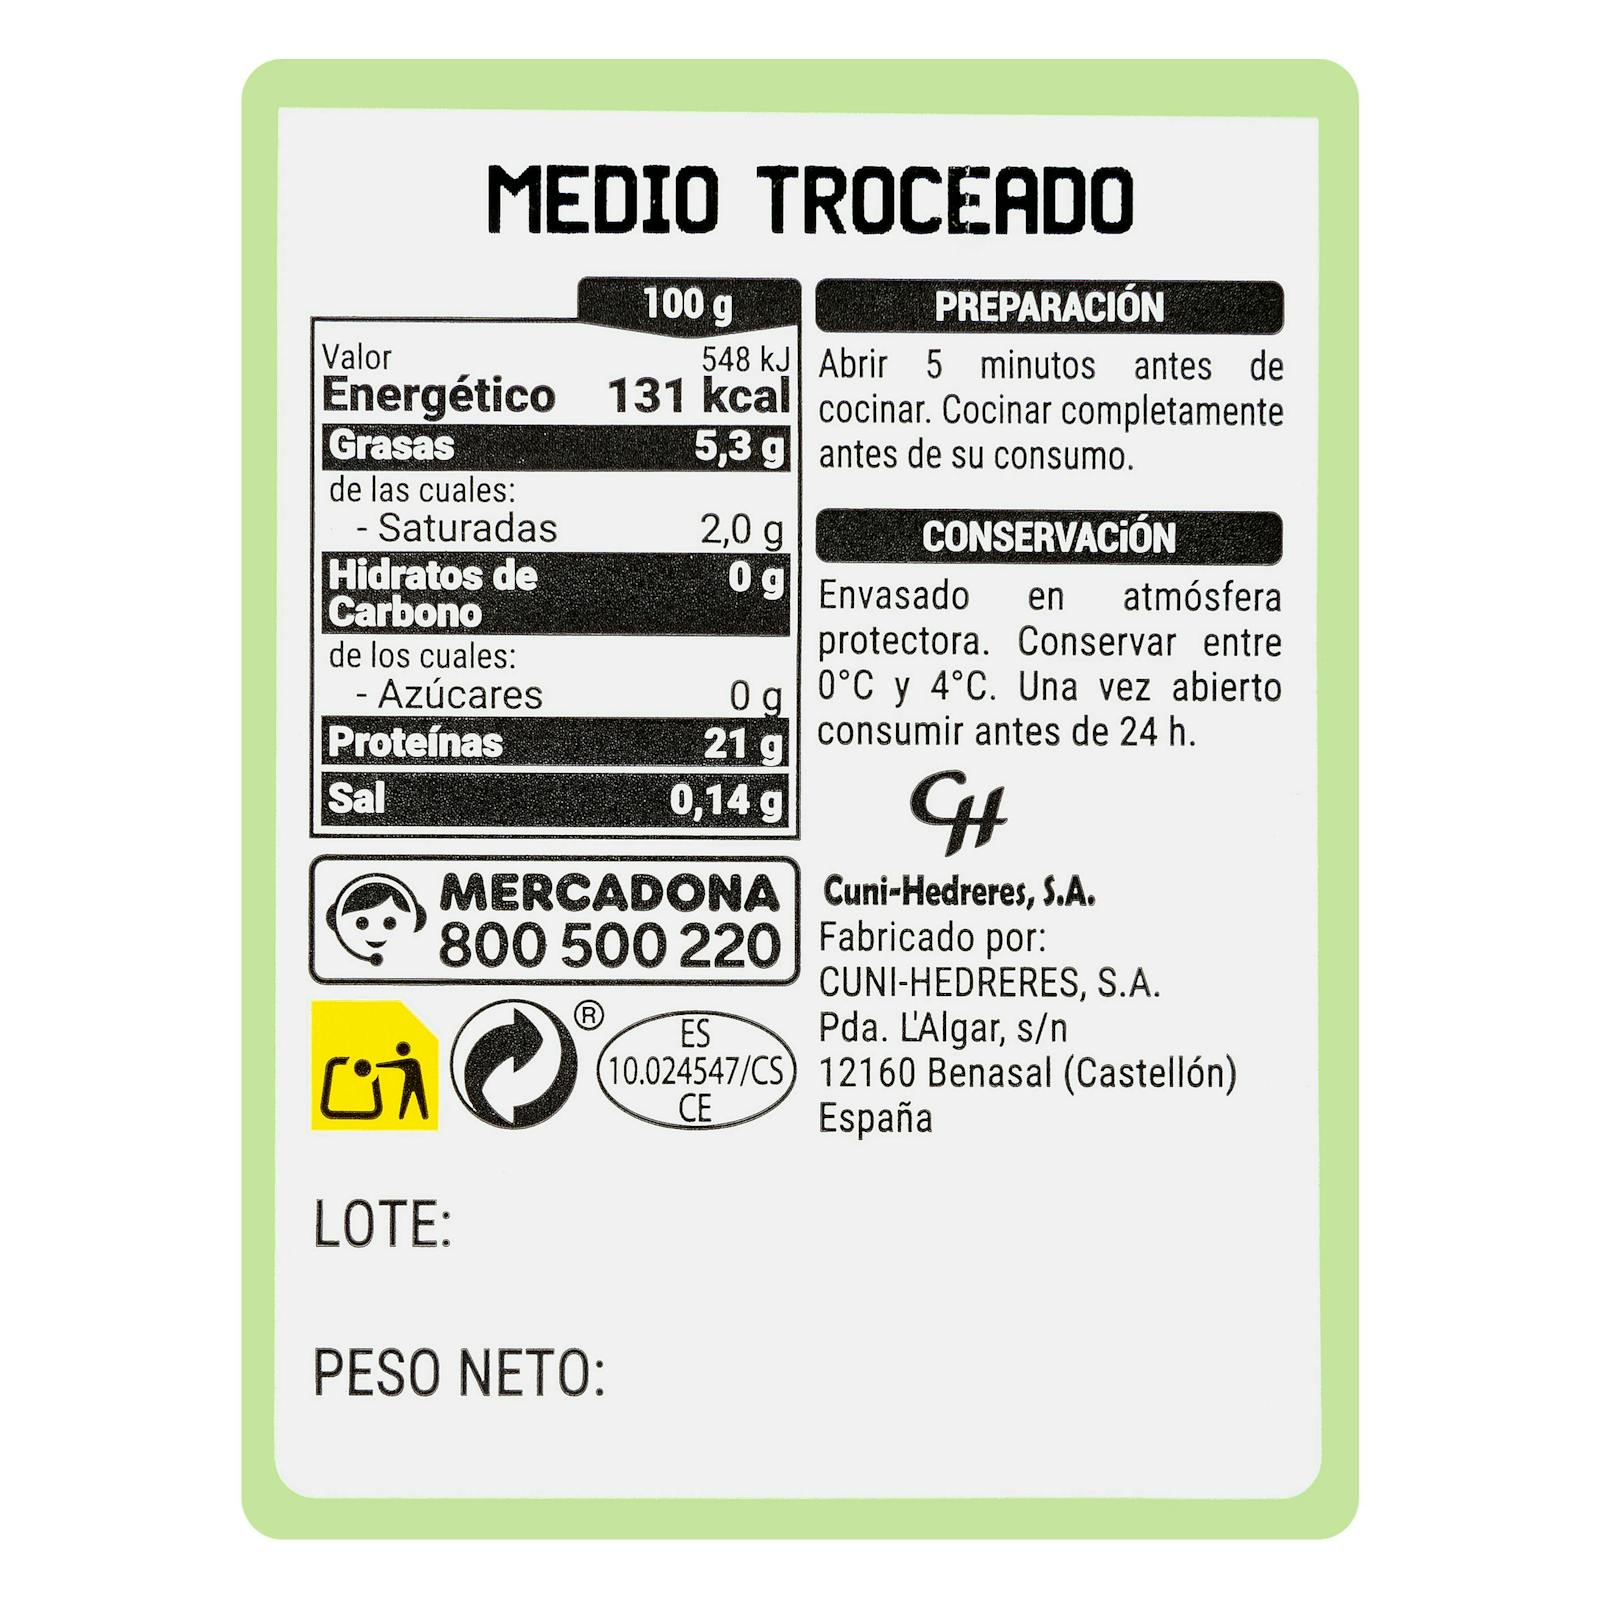 MEDIO TROCEADO
100 g
Valor 548 kJ
Energético 131 kcal
Grasas 5,3 g
de las cuales:
- Saturadas 2,0 g
Hidratos de 0 g
Carbono
de los cuales:
- Azúcares 0 g
Proteínas 21 g
Sal 0,14 g
MERCADONA
800 500 220
®
ES
10.024547/CS
CE
PREPARACIÓN
Abrir 5 minutos antes de
cocinar. Cocinar completamente
antes de su consumo.
CONSERVACiÓN
Envasado en atmósfera
protectora. Conservar entre
0°C y 4°C. Una vez abierto
consumir antes de 24 h.
CH
Cuni-Hedreres, S.A.
Fabricado por:
CUNI-HEDRERES, S.A.
Pda. L'Algar, s/n
12160 Benasal (Castellón)
España
LOTE:
PESO NETO: